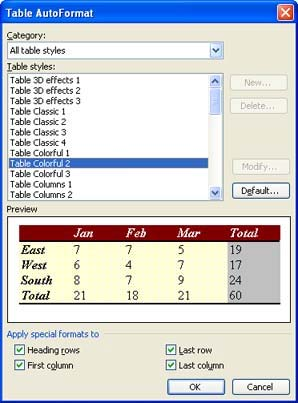 Table AutoFormat
Category:
All table styles
Table styles:
Table 3D effects 1
Table 3D effects 2
Table 3D effects 3
Table Classic 1
Table Classic 2
Table Classic 3
Table Classic 4
Table Colorful 1
Table Colorful 2
Table Colorful 3
Table Columns 1
Table Columns 2
New...
Delete...
Modify...
Default...
Preview
Jan Feb Mar Total
East 7 7 5 19
West 6 4 7 17
South 8 7 9 24
Total 21 18 21 60
Apply special formats to
Heading rows Last row
First column Last column
OK Cancel